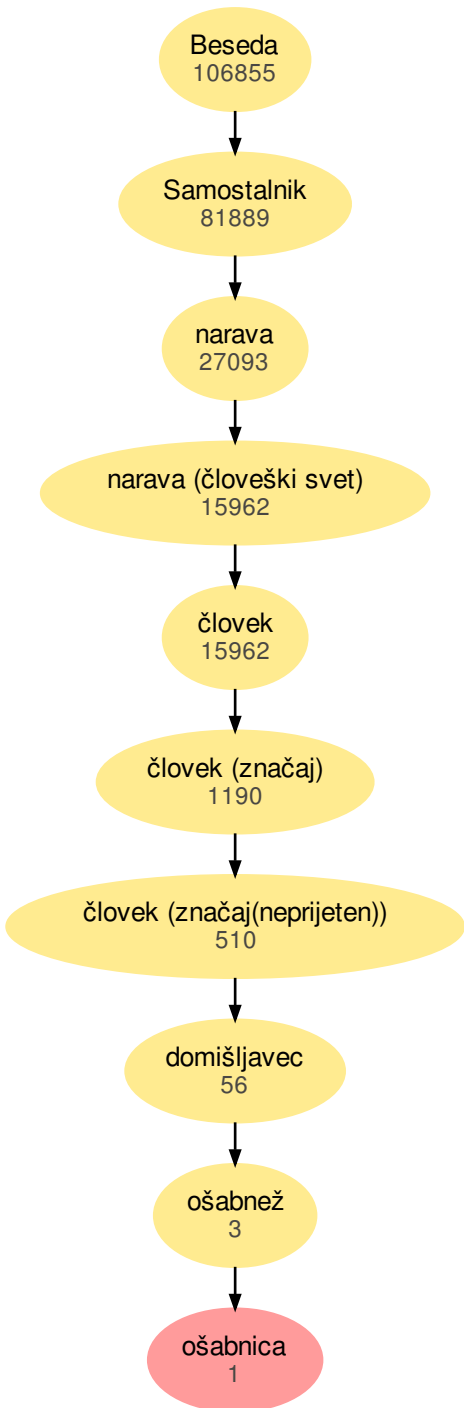 Beseda
106855
Samostalnik
81889
narava
27093
narava (človeški svet)
15962
človek
15962
človek (značaj)
1190
človek (značaj(neprijeten))
510
domišljavec
56
ošabnež
3
ošabnica
1